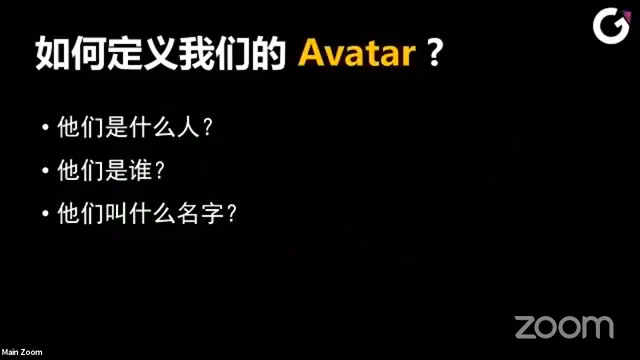 如何定义我们的 Avatar？
• 他们是什么人？
• 他们是谁？
• 他们叫什么名字？
zoom
Main Zoom